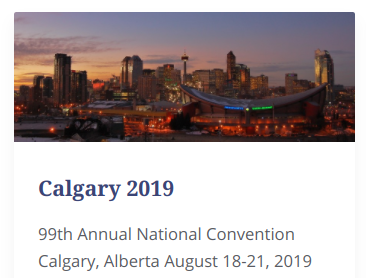 Calgary 2019
99th Annual National Convention
Calgary, Alberta August 18-21, 2019